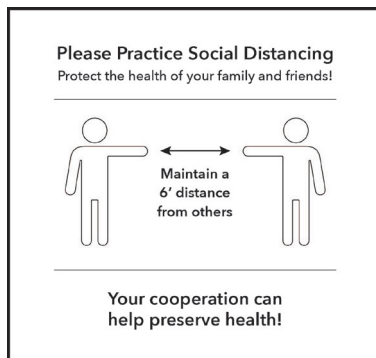 Please Practice Social Distancing
Protect the health of your family and friends!
Maintain a
6' distance
from others
Your cooperation can
help preserve health!